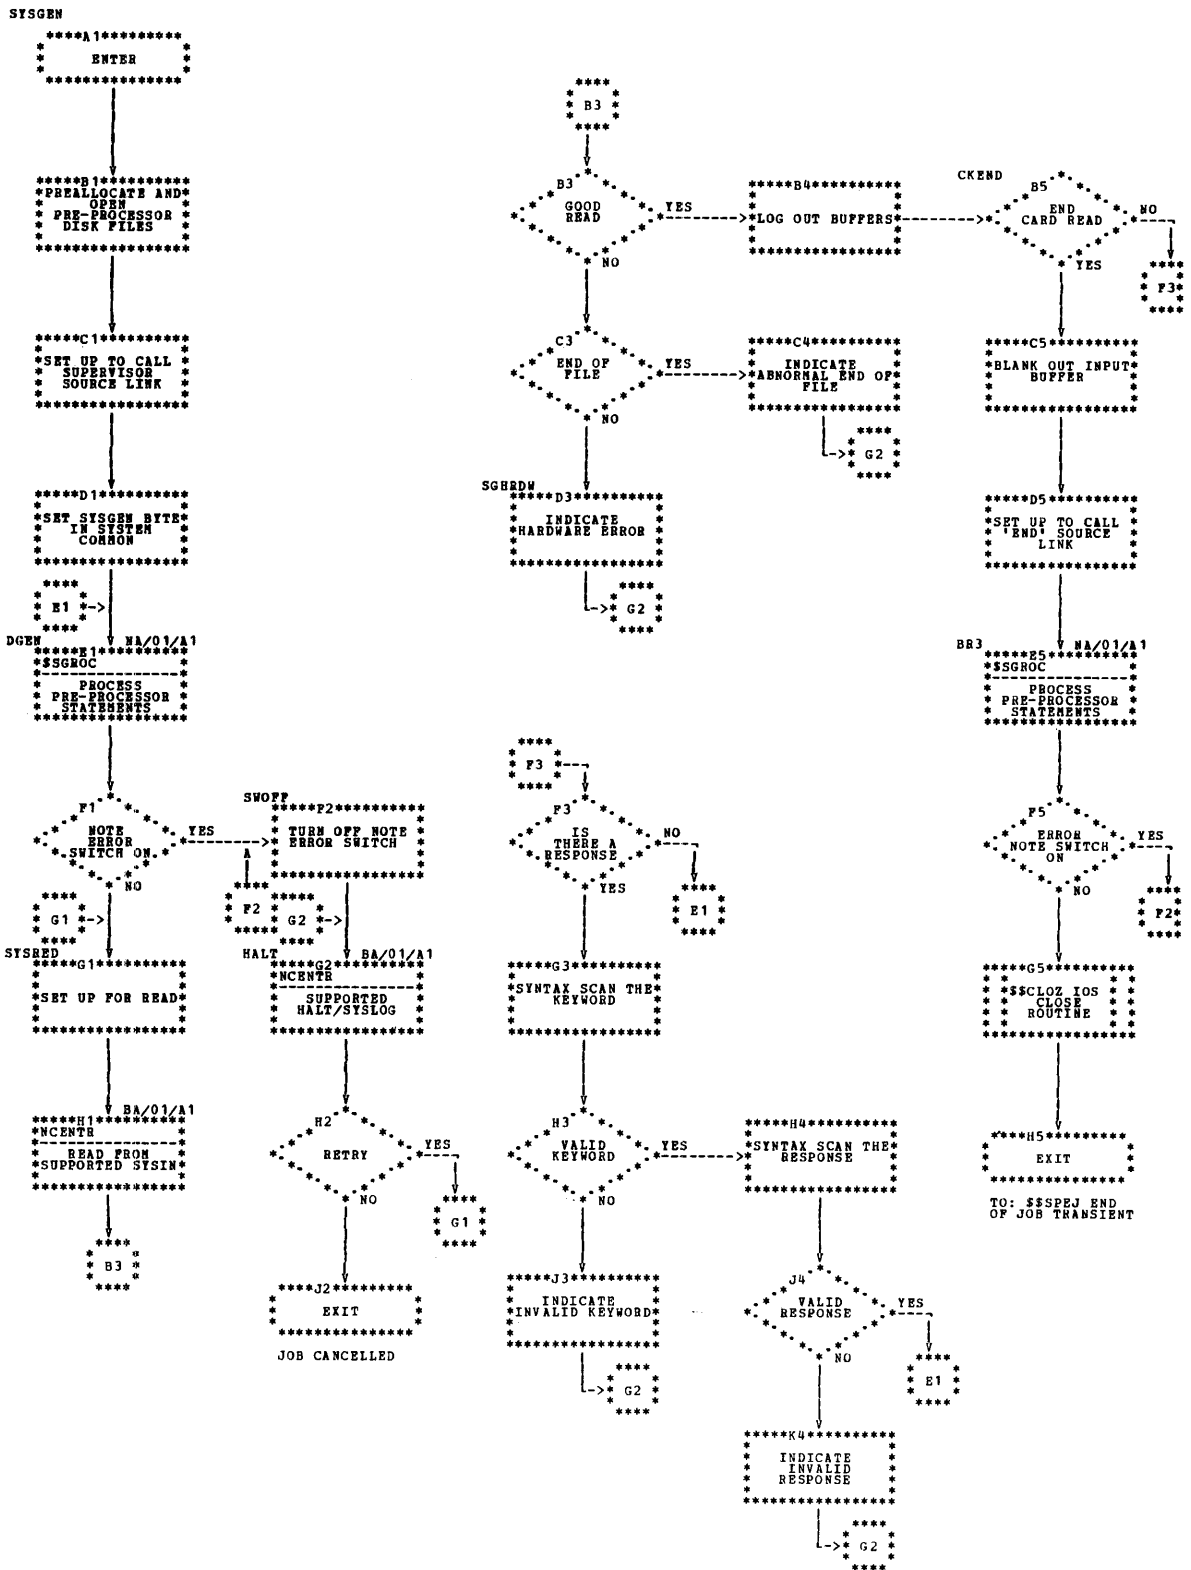 SYSGEN
A1
ENTER
B1
PREALLOCATE AND
OPEN
PRE-PROCESSOR
DISK FILES
C1
SET UP TO CALL
SUPERVISOR
SOURCE LINK
D1
SET SYSGEN BYTE
IN SYSTEM
COMMON
E1
DGEN
NA/01/A1
E1
$SGROC
PROCESS
PRE-PROCESSOR
STATEMENTS
F1
NOTE
ERROR
SWITCH ON
YES
NO
G1
SYSRED
G1
SET UP FOR READ
BA/01/A1
H1
NCENTR
READ FROM
SUPPORTED SYSIN
B3
SWOFF
F2
TURN OFF NOTE
ERROR SWITCH
F2
G2
HALT
BA/01/A1
G2
NCENTR
SUPPORTED
HALT/SYSLOG
H2
RETRY
YES
G1
NO
J2
EXIT
JOB CANCELLED
B3
B3
GOOD
READ
YES
NO
B4
LOG OUT BUFFERS
CKEND
B5
END
CARD READ
NO
F3
YES
C3
END OF
FILE
YES
NO
C4
INDICATE
ABNORMAL END OF
FILE
G2
SGHRDW
D3
INDICATE
HARDWARE ERROR
G2
C5
BLANK OUT INPUT
BUFFER
D5
SET UP TO CALL
'END' SOURCE
LINK
BR3
NA/01/A1
E5
$SGROC
PROCESS
PRE-PROCESSOR
STATEMENTS
F5
ERROR
NOTE SWITCH
ON
YES
F2
NO
G5
$$CLOZ IOS
CLOSE
ROUTINE
H5
EXIT
TO: $$SPEJ END
OF JOB TRANSIENT
F3
F3
IS
THERE A
RESPONSE
NO
E1
YES
G3
SYNTAX SCAN THE
KEYWORD
H3
VALID
KEYWORD
YES
NO
H4
SYNTAX SCAN THE
RESPONSE
J3
INDICATE
INVALID KEYWORD
G2
J4
VALID
RESPONSE
YES
E1
NO
K4
INDICATE
INVALID
RESPONSE
G2